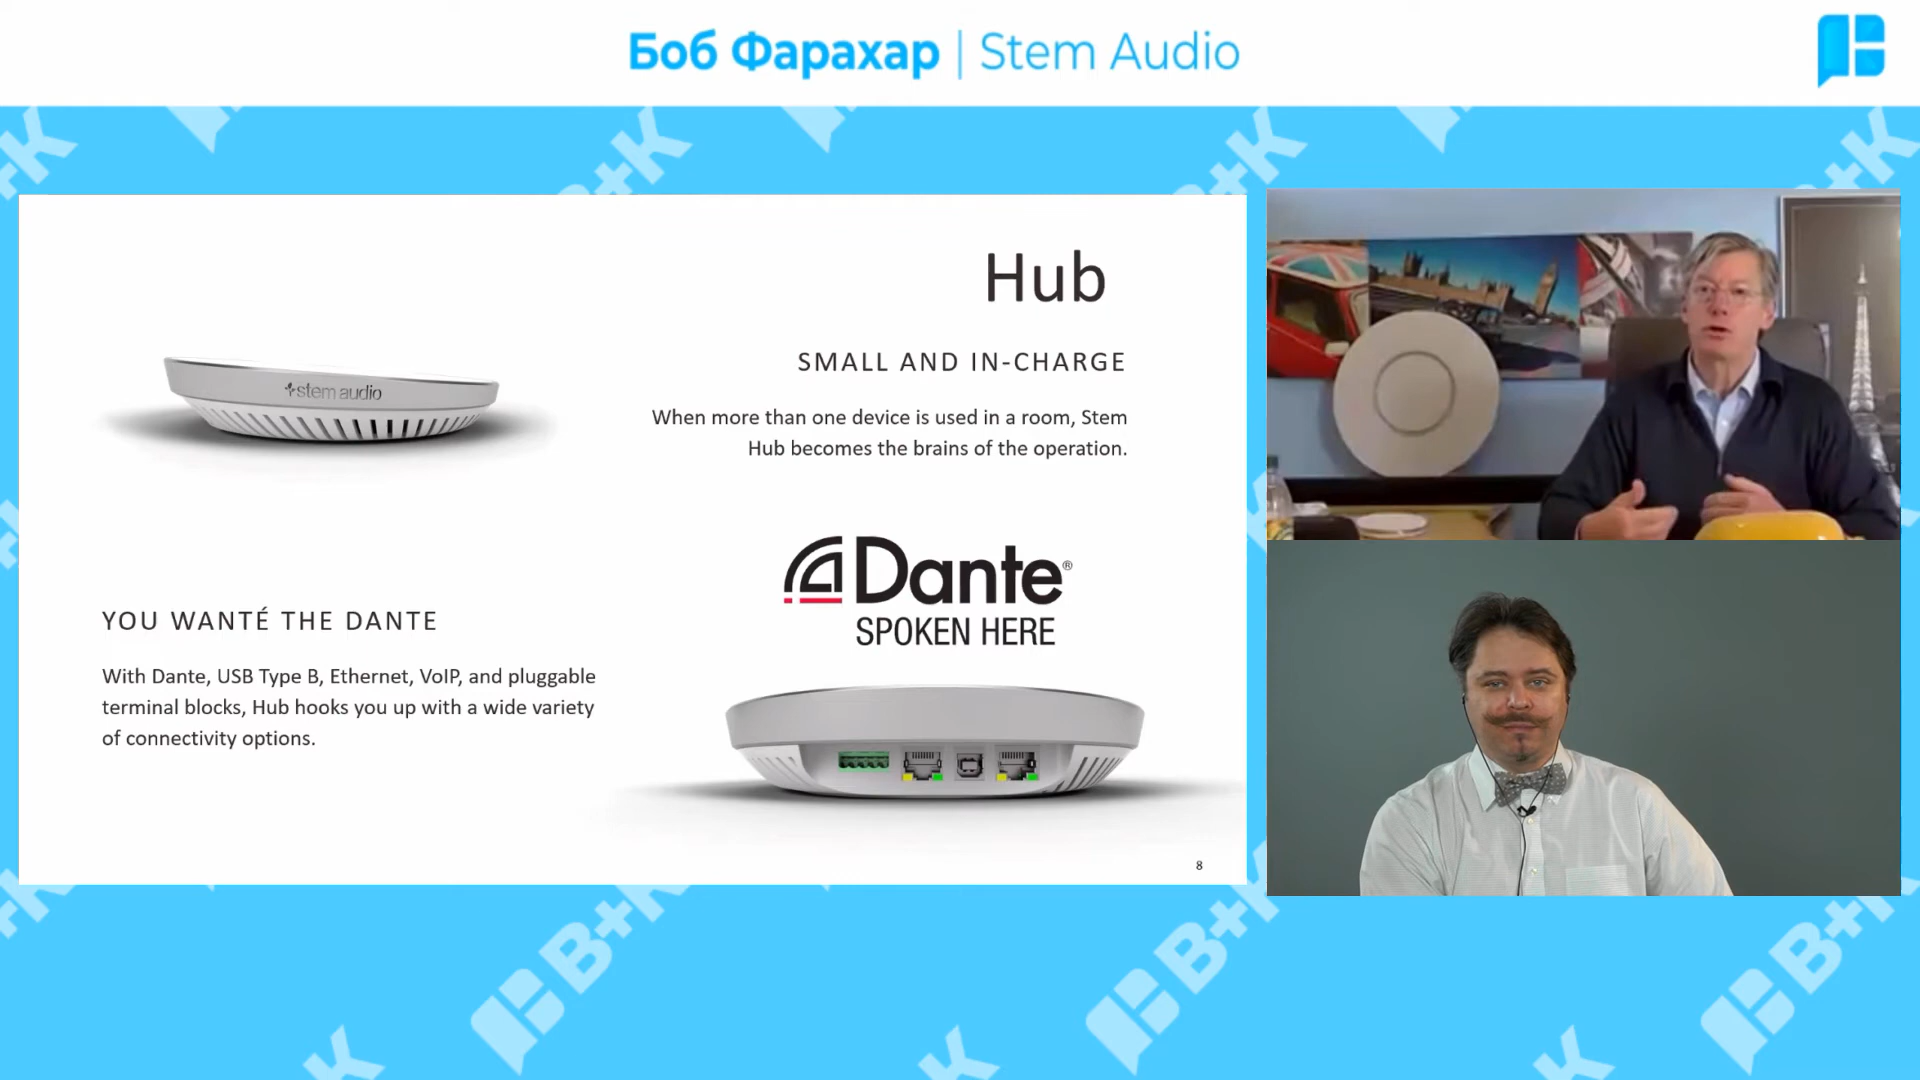 Боб Фарахар | Stem Audio
stem audio
Hub
SMALL AND IN-CHARGE
When more than one device is used in a room, Stem
Hub becomes the brains of the operation.
Dante®
SPOKEN HERE
YOU WANTÉ THE DANTE
With Dante, USB Type B, Ethernet, VoIP, and pluggable
terminal blocks, Hub hooks you up with a wide variety
of connectivity options.
8
B+K
B+K
B+K
B+K
B+K
B+K